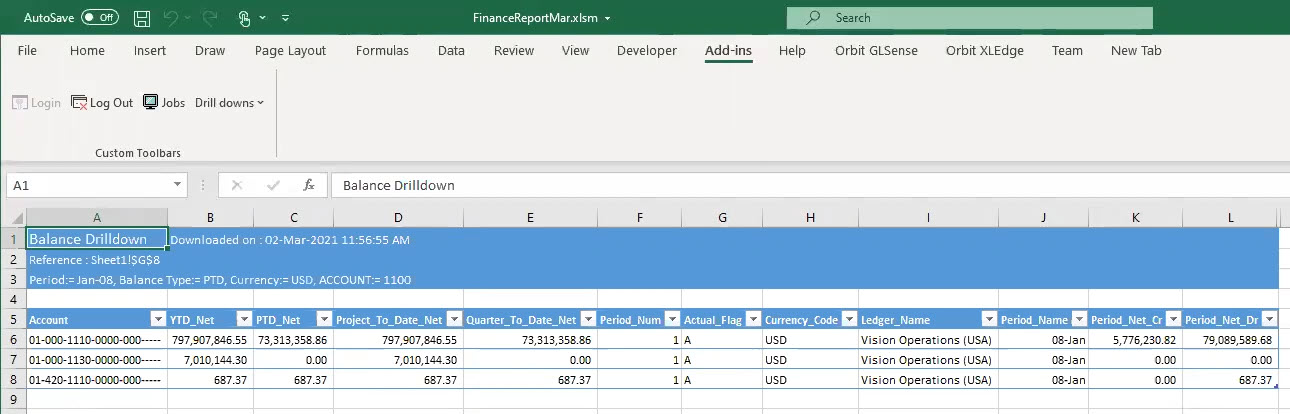 AutoSave Off FinanceReportMar.xlsm Search
File Home Insert Draw Page Layout Formulas Data Review View Developer Add-ins Help Orbit GLSense Orbit XLEdge Team New Tab
Login Log Out Jobs Drill downs
Custom Toolbars
A1 fx Balance Drilldown
A B C D E F G H I J K L
1 Balance Drilldown Downloaded on : 02-Mar-2021 11:56:55 AM
2 Reference : Sheet1!$G$8
3 Period:= Jan-08, Balance Type:= PTD, Currency:= USD, ACCOUNT:= 1100
4
5 Account YTD_Net PTD_Net Project_To_Date_Net Quarter_To_Date_Net Period_Num Actual_Flag Currency_Code Ledger_Name Period_Name Period_Net_Cr Period_Net_Dr
6 01-000-1110-0000-000----- 797,907,846.55 73,313,358.86 797,907,846.55 73,313,358.86 1 A USD Vision Operations (USA) 08-Jan 5,776,230.82 79,089,589.68
7 01-000-1130-0000-000----- 7,010,144.30 0.00 7,010,144.30 0.00 1 A USD Vision Operations (USA) 08-Jan 0.00 0.00
8 01-420-1110-0000-000----- 687.37 687.37 687.37 687.37 1 A USD Vision Operations (USA) 08-Jan 0.00 687.37
9